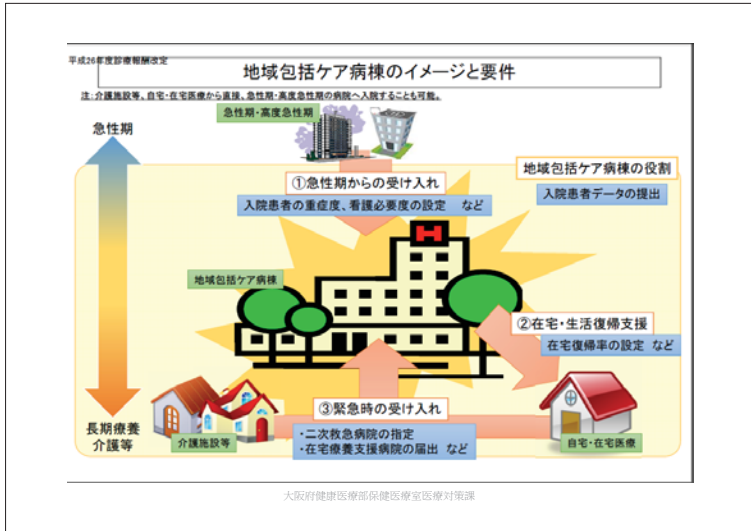 平成26年度診療報酬改定
地域包括ケア病棟のイメージと要件
注:介護施設等、自宅・在宅医療から直接、急性期・高度急性期の病院へ入院することも可能。
急性期
急性期・高度急性期
地域包括ケア病棟の役割
①急性期からの受け入れ
入院患者の重症度、看護必要度の設定 など
入院患者データの提出
H
地域包括ケア病棟
②在宅・生活復帰支援
在宅復帰率の設定 など
③緊急時の受け入れ
・二次救急病院の指定
・在宅療養支援病院の届出 など
長期療養
介護等
介護施設等
自宅・在宅医療
大阪府健康医療部保健医療室医療対策課